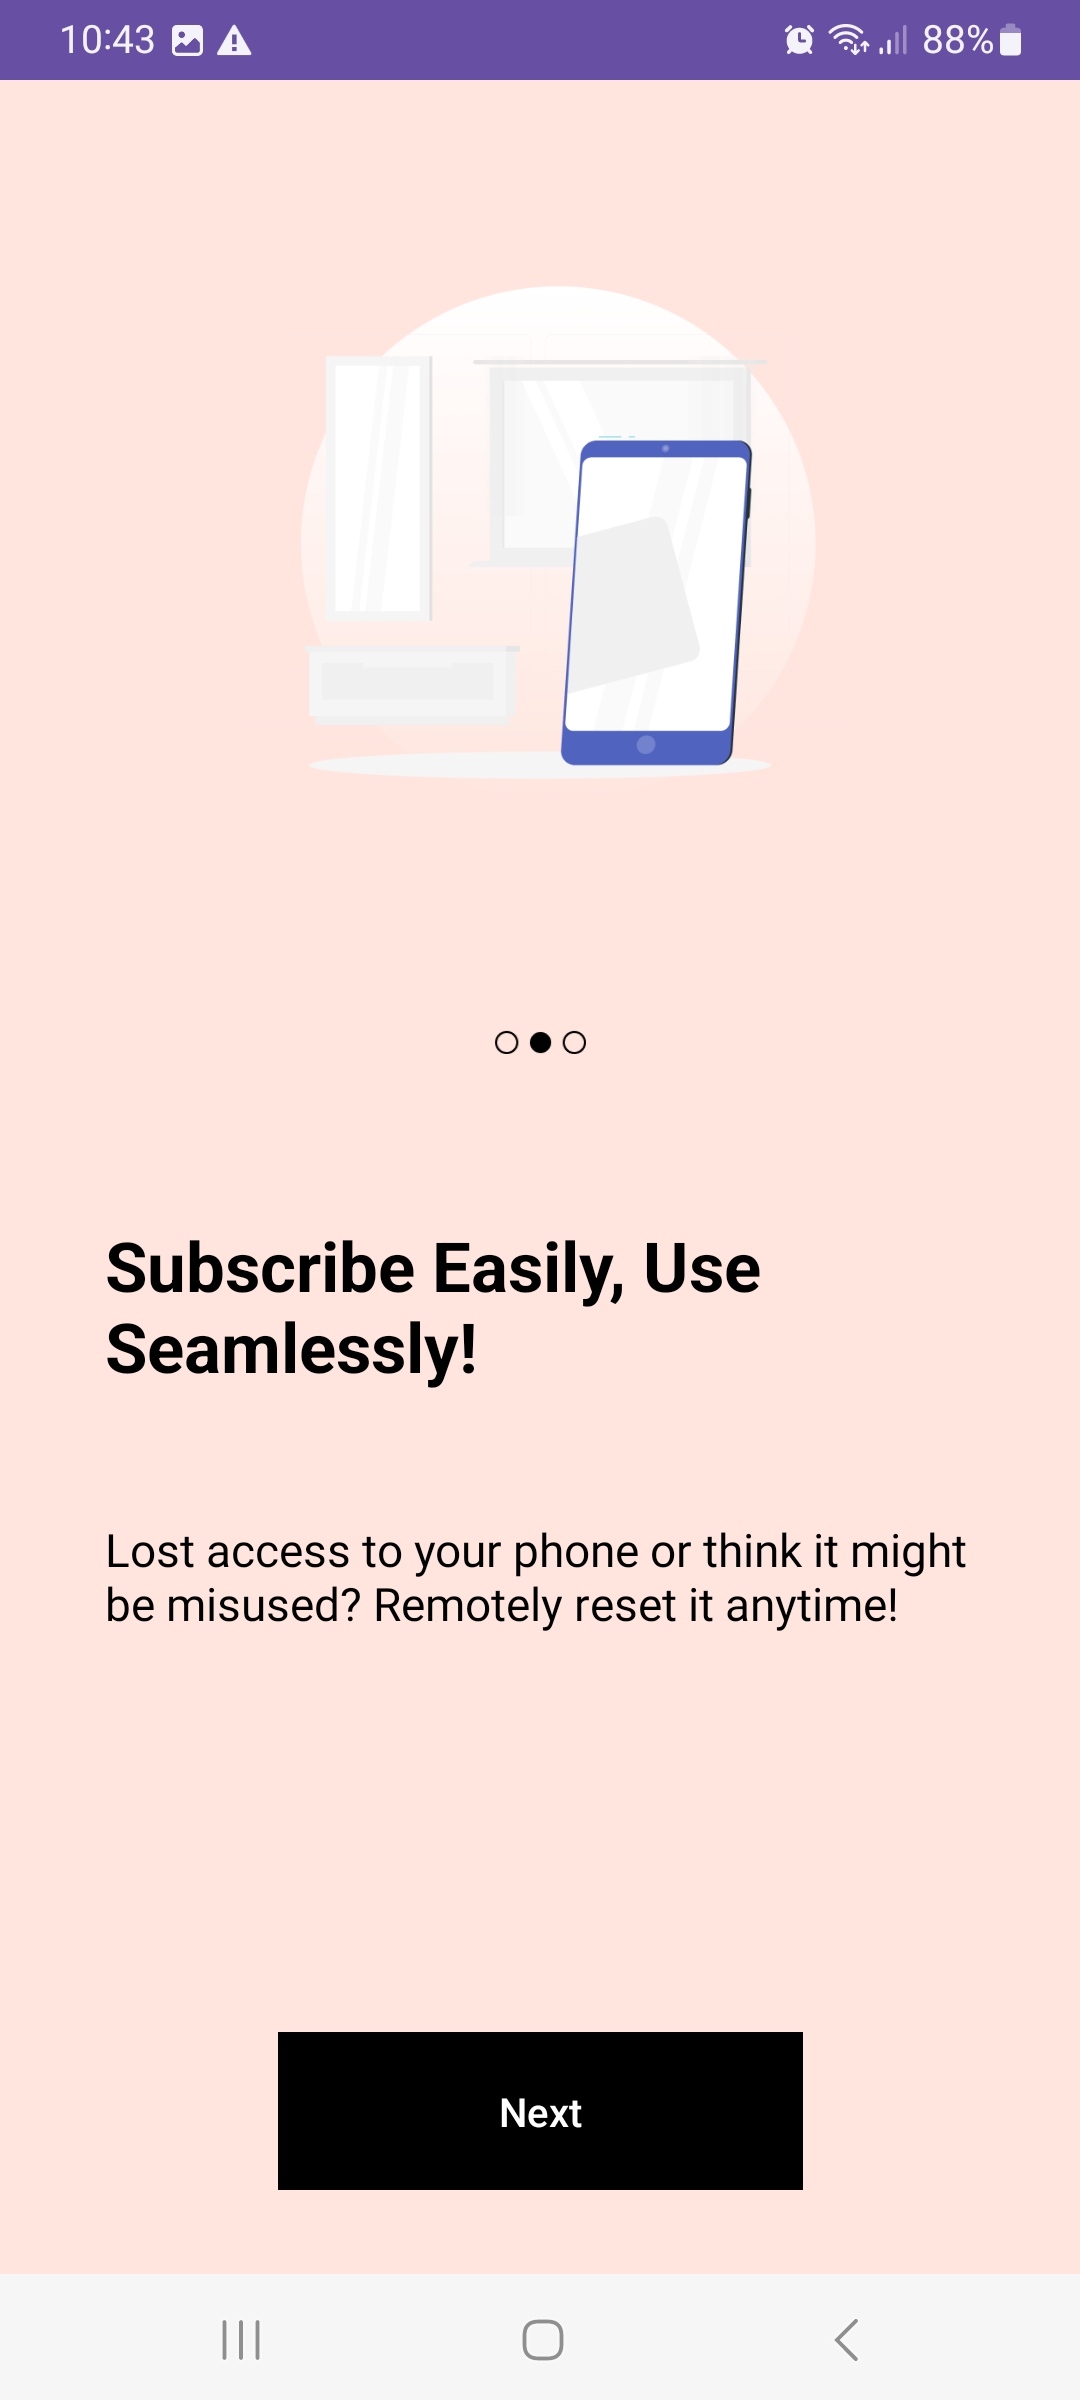 10:43 88%
Subscribe Easily, Use
Seamlessly!
Lost access to your phone or think it might
be misused? Remotely reset it anytime!
Next